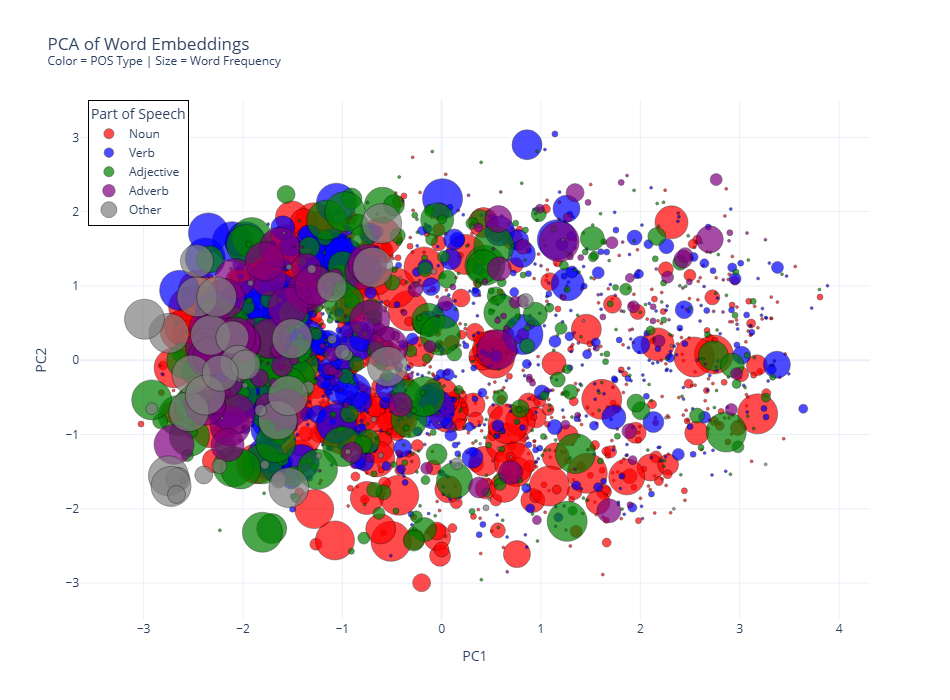 PCA of Word Embeddings
Color = POS Type | Size = Word Frequency
Part of Speech
Noun
Verb
Adjective
Adverb
Other
3
2
1
0
−1
−2
−3
PC2
−3
−2
−1
0
1
2
3
4
PC1